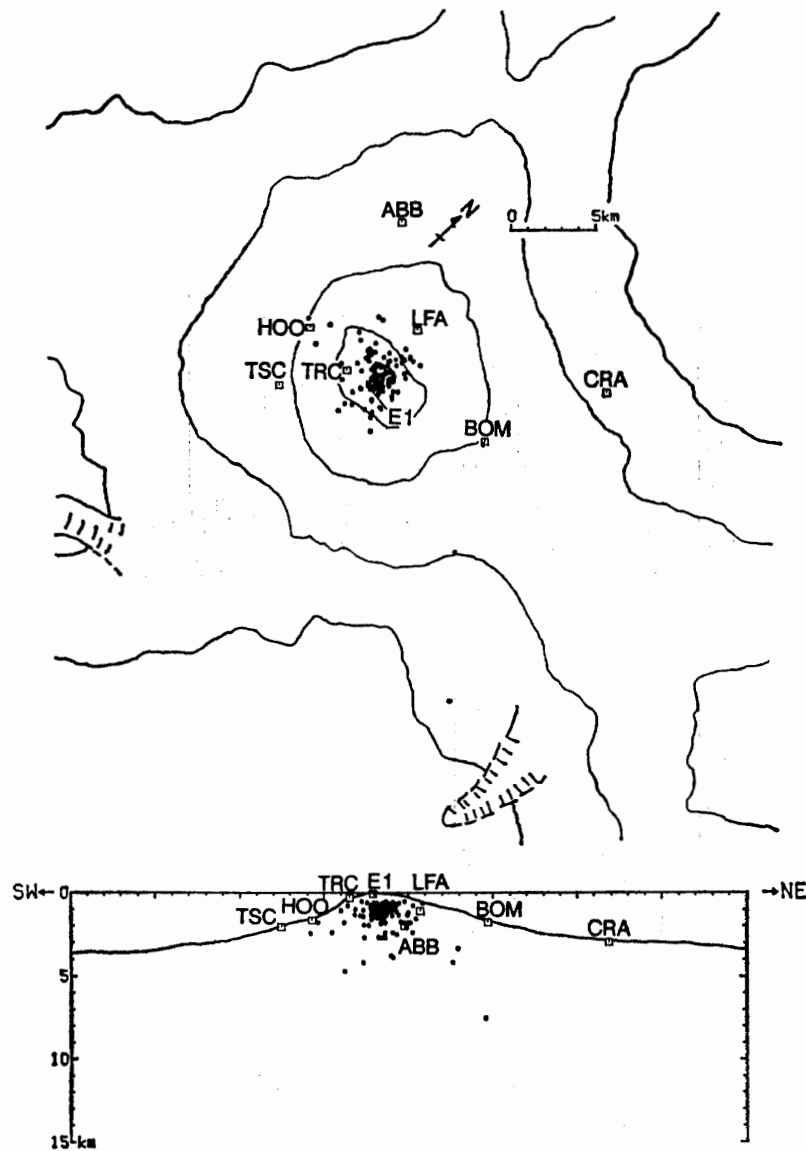 N
0 5km
ABB
HOO LFA
TSC TRC CRA
E1 BOM
SW 0 TRC E1 LFA NE
TSC HOO BOM
ABB CRA
5
10
15 km